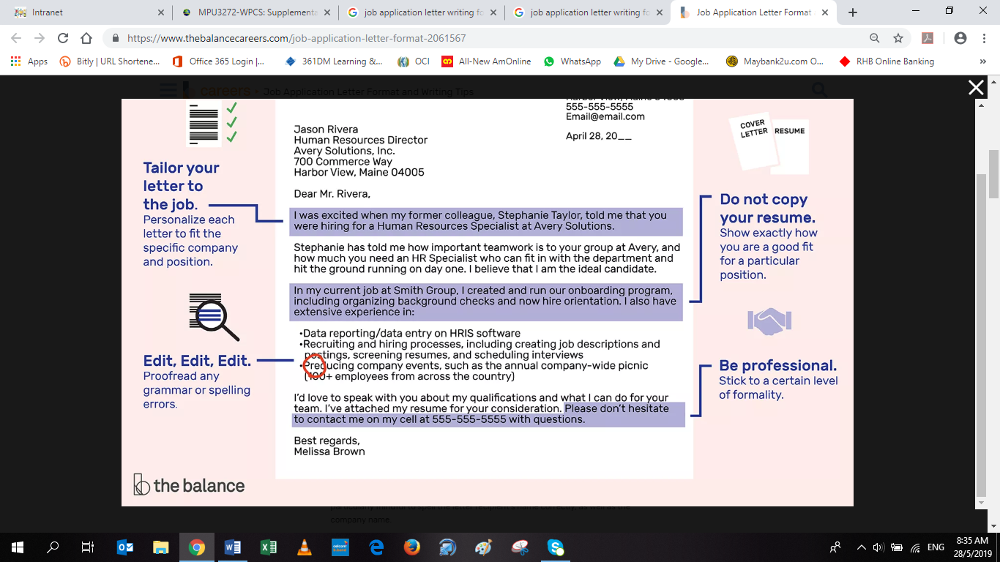 Intranet
MPU3272-WPCS: Supplementa
job application letter writing fo
job application letter writing fo
Job Application Letter Format
https://www.thebalancecareers.com/job-application-letter-format-2061567
Apps
Bitly | URL Shortene...
Office 365 Login |...
361DM Learning &...
OCI
All-New AmOnline
WhatsApp
My Drive - Google...
Maybank2u.com O...
RHB Online Banking
»
careers › Job Application Letter Format and Writing Tips
Harbor View, Maine
555-555-5555
Email@email.com
April 28, 20__
Jason Rivera
Human Resources Director
Avery Solutions, Inc.
700 Commerce Way
Harbor View, Maine 04005
Dear Mr. Rivera,
I was excited when my former colleague, Stephanie Taylor, told me that you
were hiring for a Human Resources Specialist at Avery Solutions.
Stephanie has told me how important teamwork is to your group at Avery, and
how much you need an HR Specialist who can fit in with the department and
hit the ground running on day one. I believe that I am the ideal candidate.
In my current job at Smith Group, I created and run our onboarding program,
including organizing background checks and now hire orientation. I also have
extensive experience in:
•Data reporting/data entry on HRIS software
•Recruiting and hiring processes, including creating job descriptions and
postings, screening resumes, and scheduling interviews
•Preducing company events, such as the annual company-wide picnic
(100+ employees from across the country)
I'd love to speak with you about my qualifications and what I can do for your
team. I've attached my resume for your consideration. Please don't hesitate
to contact me on my cell at 555-555-5555 with questions.
Best regards,
Melissa Brown
Tailor your
letter to
the job.
Personalize each
letter to fit the
specific company
and position.
Edit, Edit, Edit.
Proofread any
grammar or spelling
errors.
COVER
LETTER
RESUME
Do not copy
your resume.
Show exactly how
you are a good fit
for a particular
position.
Be professional.
Stick to a certain level
of formality.
b the balance
particularly mindful to spell the letter recipient's name correctly, as well as the
company name.
celcom
ENG
8:35 AM
28/5/2019